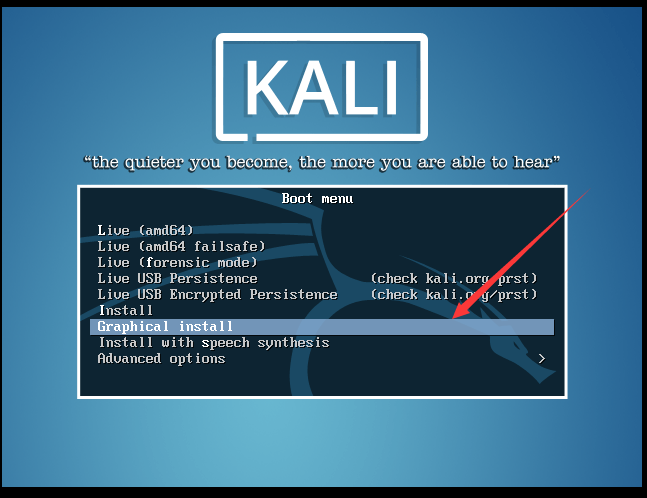 KALI
“the quieter you become, the more you are able to hear”
Boot menu
Live (amd64)
Live (amd64 failsafe)
Live (forensic mode)
Live USB Persistence (check kali.org/prst)
Live USB Encrypted Persistence (check kali.org/prst)
Install
Graphical install
Install with speech synthesis
Advanced options >